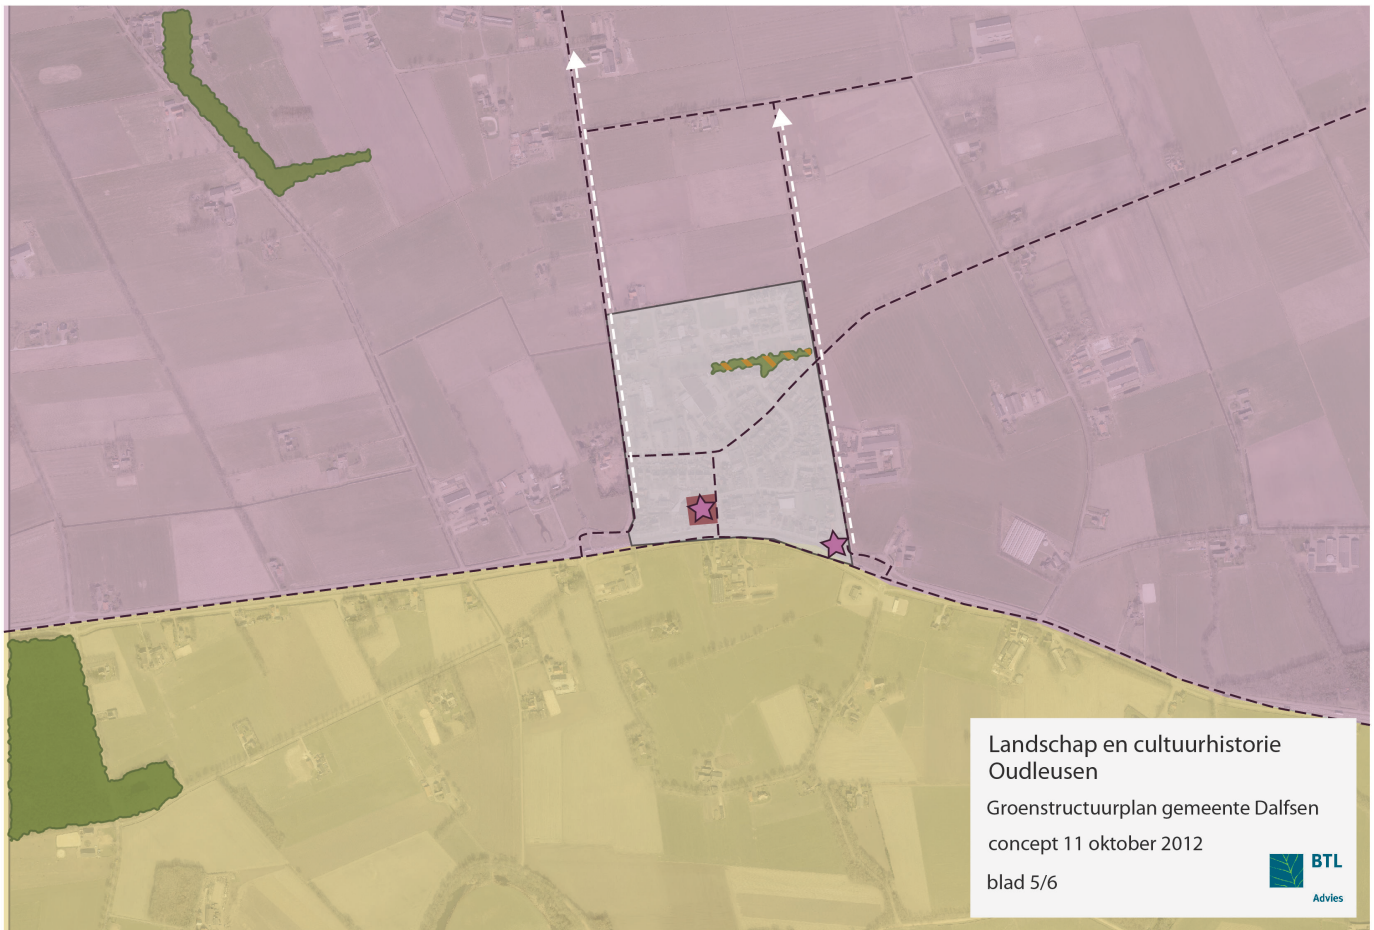 Landschap en cultuurhistorie
Oudleusen
Groenstructuurplan gemeente Dalfsen
concept 11 oktober 2012
blad 5/6
BTL
Advies